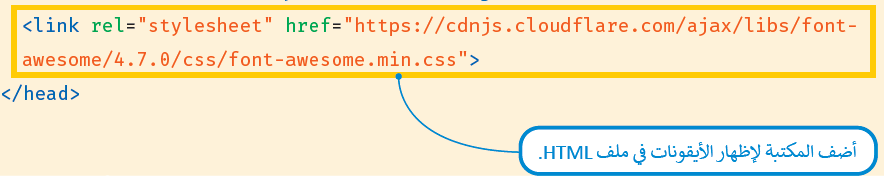 <link rel="stylesheet" href="https://cdnjs.cloudflare.com/ajax/libs/font-
awesome/4.7.0/css/font-awesome.min.css">
</head>
أضف المكتبة لإظهار الأيقونات في ملف HTML.